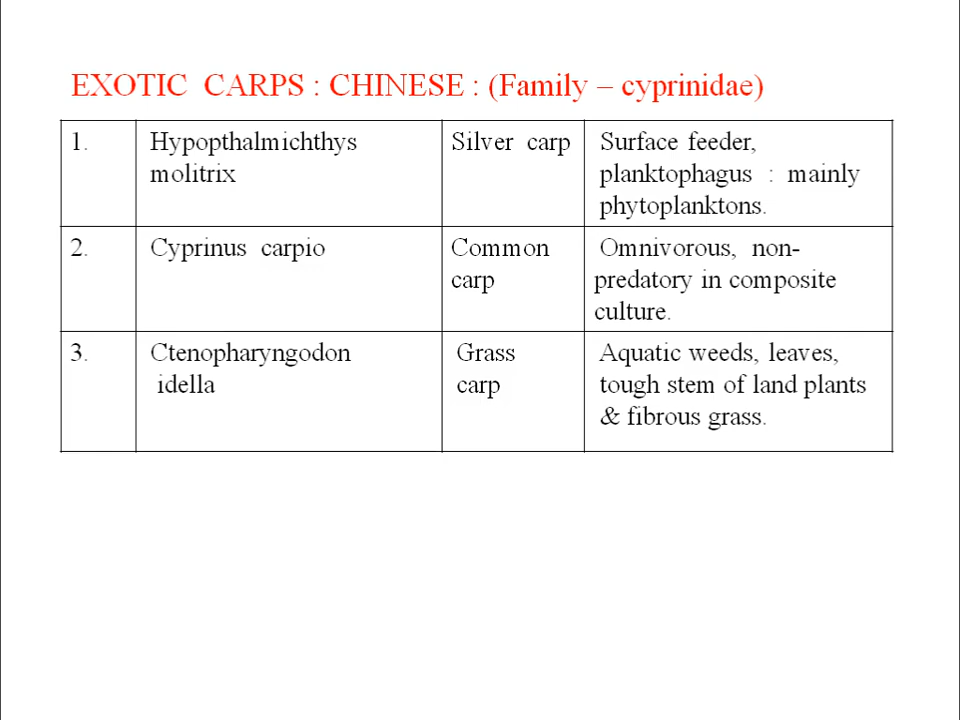 EXOTIC CARPS : CHINESE : (Family – cyprinidae)
1. Hypopthalmichthys molitrix Silver carp Surface feeder, planktophagus : mainly phytoplanktons.
2. Cyprinus carpio Common carp Omnivorous, non-predatory in composite culture.
3. Ctenopharyngodon idella Grass carp Aquatic weeds, leaves, tough stem of land plants & fibrous grass.